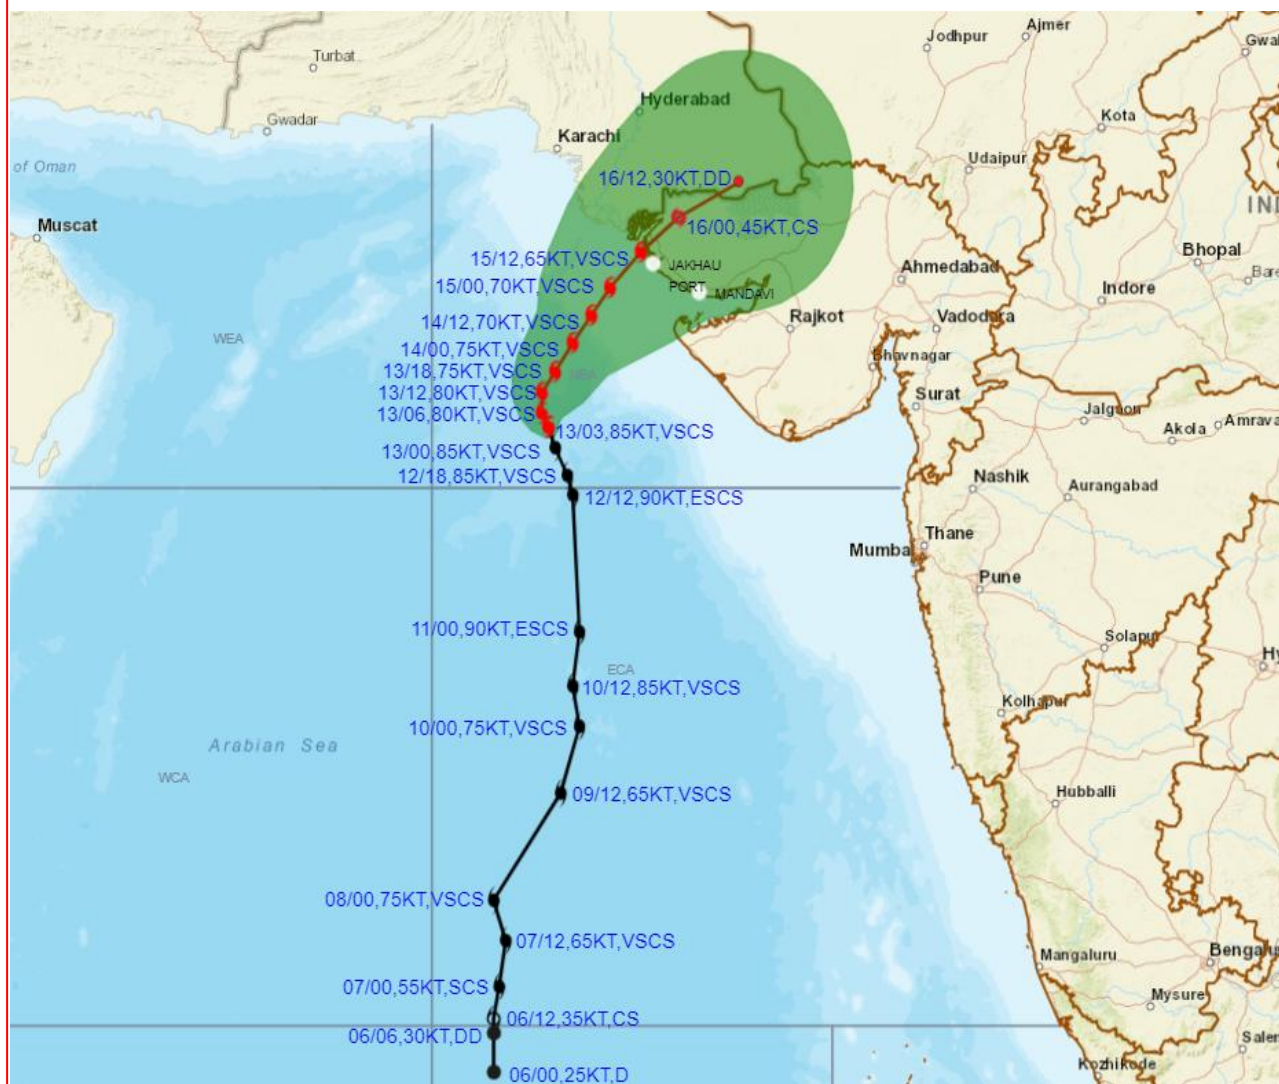 Ajmer
Jodhpur
Gwal
Turbat
Hyderabad
Gwadar
Karachi
Kota
of Oman
Udaipur
16/12,30KT,DD
IND
Muscat
16/00,45KT,CS
Bhopal
15/12,65KT,VSCS
JAKHAU
PORT
Ahmedabad
Bare
15/00,70KT,VSCS
MANDAVI
Indore
14/12,70KT,VSCS
Rajkot
Vadodara
WEA
14/00,75KT,VSCS
Bhavnagar
13/18,75KT,VSCS
13/12,80KT,VSCS
Surat
Jalgaon
13/06,80KT,VSCS
Amrava
13/03,85KT,VSCS
Akola
13/00,85KT,VSCS
12/18,85KT,VSCS
Nashik
12/12,90KT,ESCS
Aurangabad
Thane
Mumbai
Pune
11/00,90KT,ESCS
Solapur
Hy
ECA
10/12,85KT,VSCS
Kolhapur
10/00,75KT,VSCS
Arabian Sea
WCA
09/12,65KT,VSCS
Hubballi
08/00,75KT,VSCS
07/12,65KT,VSCS
Mangaluru
Bengalu
07/00,55KT,SCS
Mysure
06/12,35KT,CS
06/06,30KT,DD
Salen
Kozhikode
06/00,25KT,D